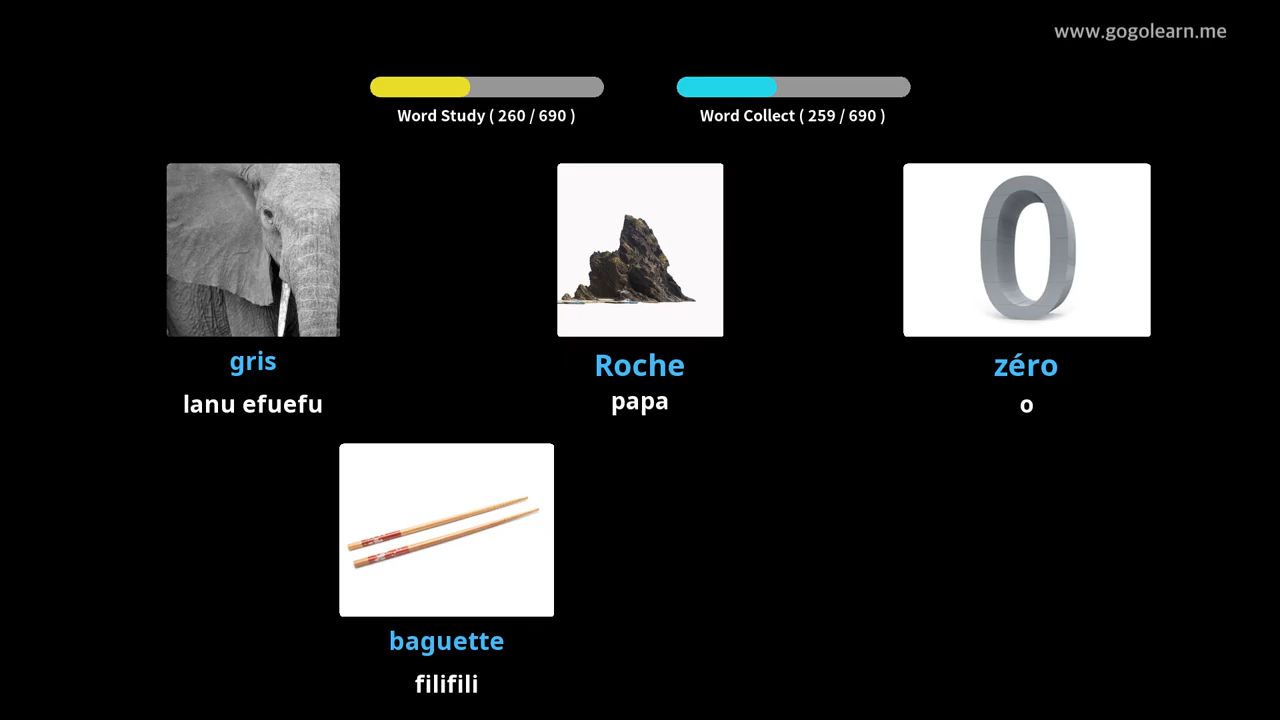 www.gogolearn.me
Word Study ( 260 / 690 )
Word Collect ( 259 / 690 )
gris
lanu efuefu
Roche
papa
zéro
o
baguette
filifili